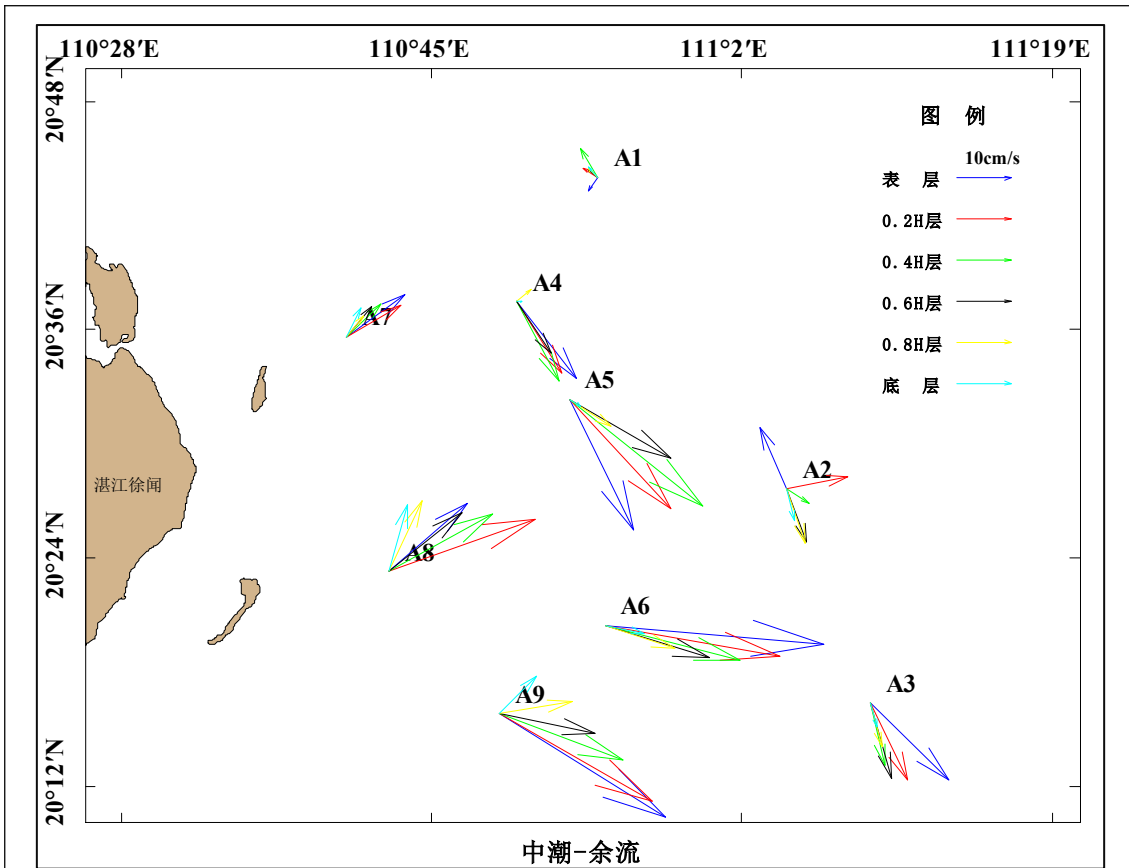 110°28′E 110°45′E 111°2′E 111°19′E
20°48′N
20°36′N
20°24′N
20°12′N
图 例
10cm/s
表 层
0.2H层
0.4H层
0.6H层
0.8H层
底 层
A1
A4
A7
A5
A2
湛江徐闻
A8
A6
A3
A9
中潮-余流